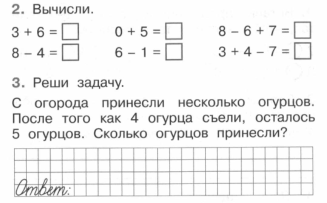 2. Вычисли.
3 + 6 = □ 0 + 5 = □ 8 – 6 + 7 = □
8 – 4 = □ 6 – 1 = □ 3 + 4 – 7 = □
3. Реши задачу.
С огорода принесли несколько огурцов.
После того как 4 огурца съели, осталось
5 огурцов. Сколько огурцов принесли?
Ответ: